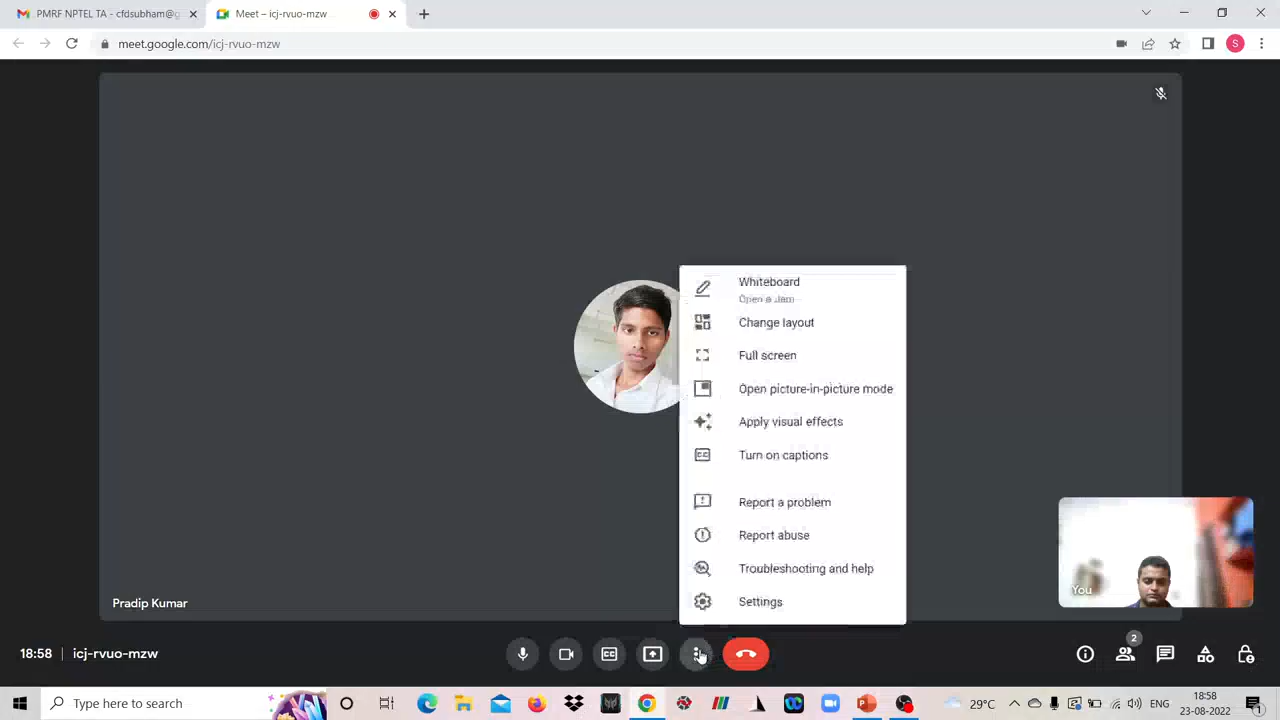 PMRF NPTEL TA - cfdsubham@g
Meet – icj-rvuo-mzw
meet.google.com/icj-rvuo-mzw
S
Whiteboard
Open a Jam
Change layout
Full screen
Open picture-in-picture mode
Apply visual effects
Turn on captions
Report a problem
Report abuse
Troubleshooting and help
Settings
You
Pradip Kumar
18:58 | icj-rvuo-mzw
2
Type here to search
29°C
ENG
18:58
23-08-2022
1